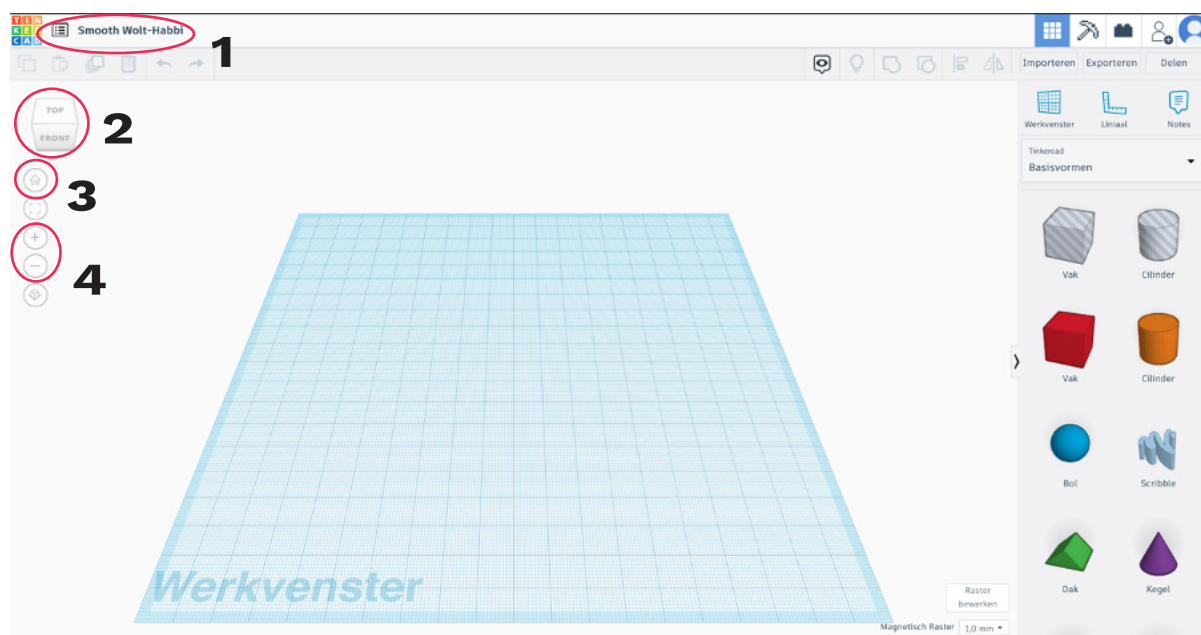 TIN
KER
CAD
Smooth Wolt-Habbi
1
Importeren Exporteren Delen
TOP
FRONT
2
3
4
Werkvenster Liniaal Notes
Tinkercad
Basisvormen
Vak Cilinder
Vak Cilinder
Bol Scribble
Dak Kegel
Werkvenster
Raster
bewerken
Magnetisch Raster 1,0 mm